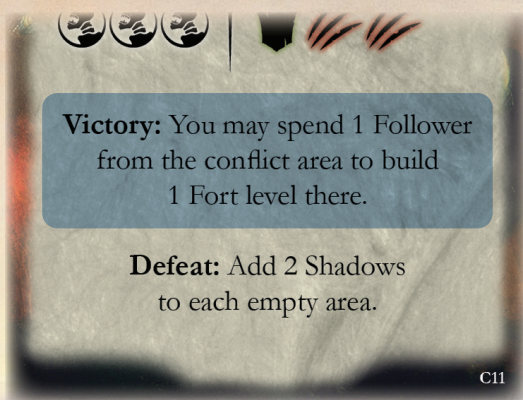 Victory: You may spend 1 Follower
from the conflict area to build
1 Fort level there.
Defeat: Add 2 Shadows
to each empty area.
C11